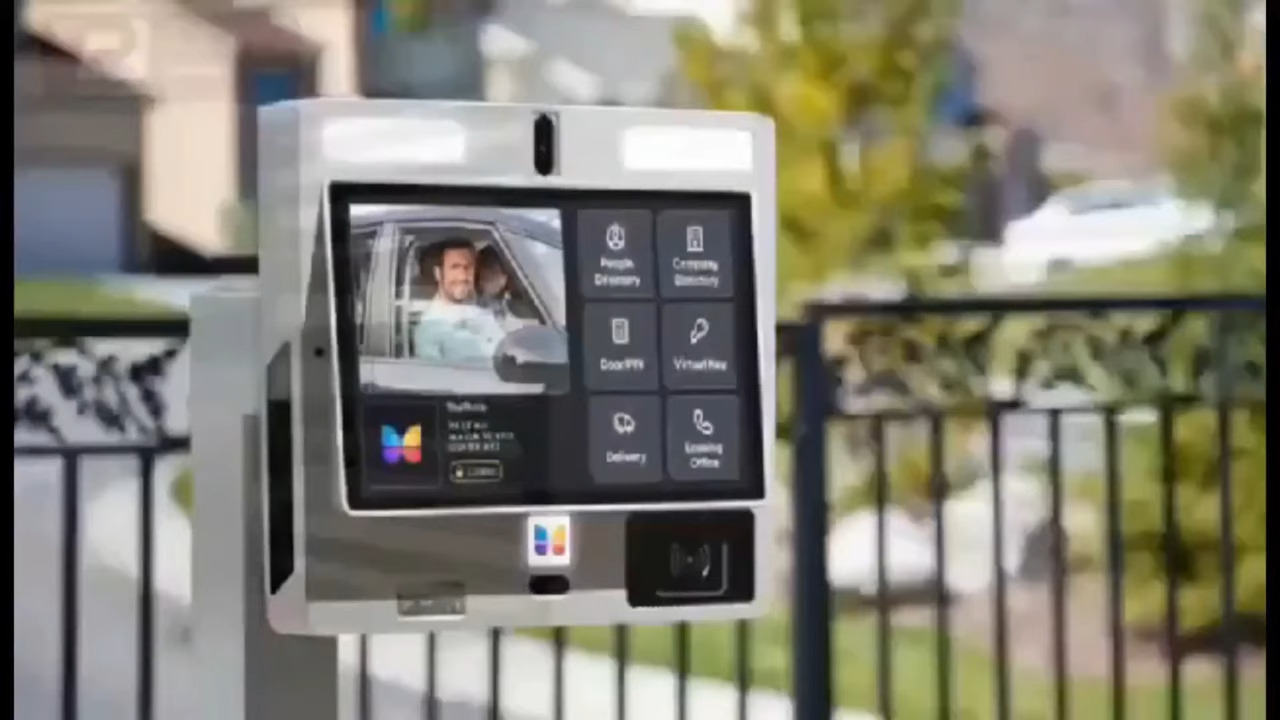 People
Directory
Company
Directory
Door PIN
Virtual Key
Delivery
Leasing
Office